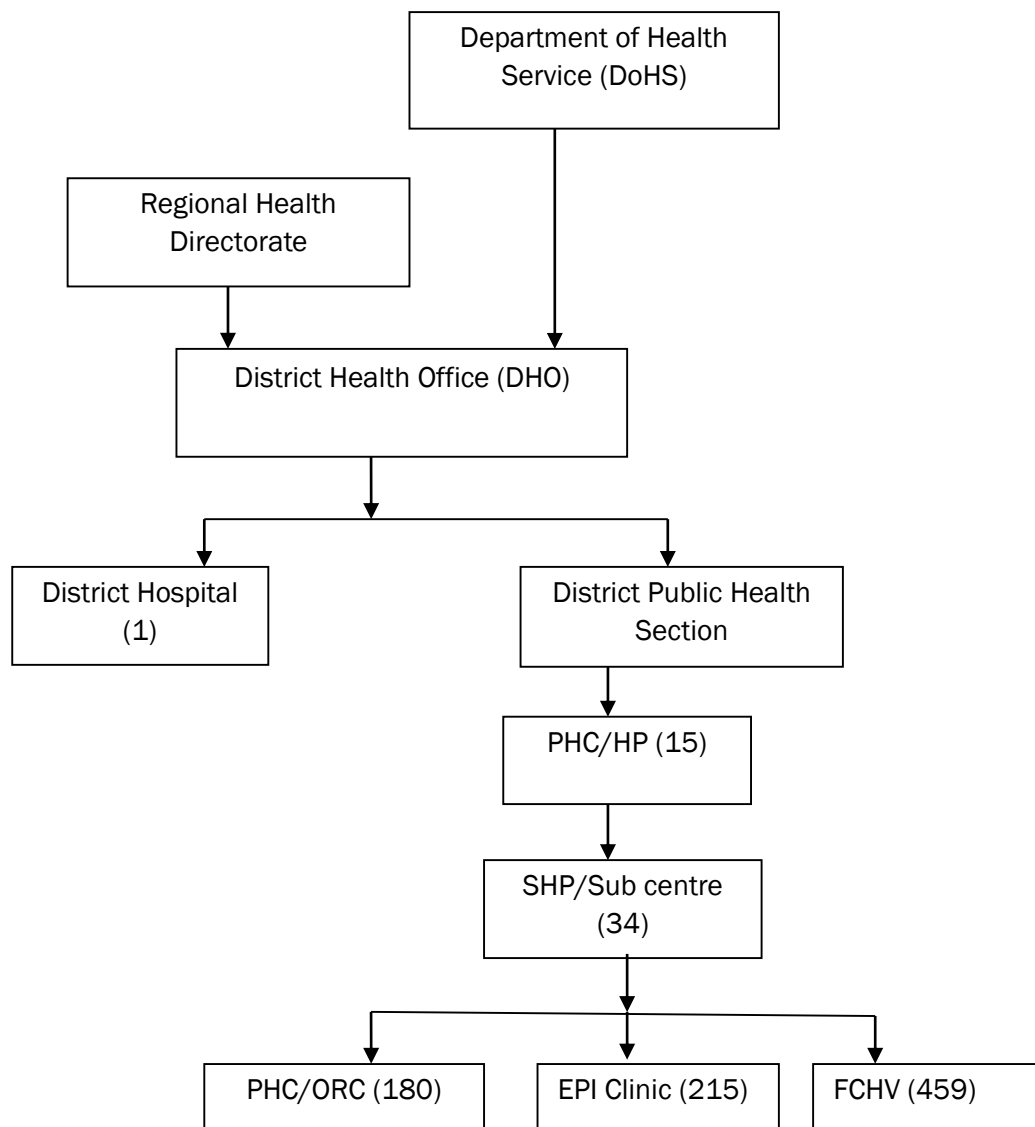 Department of Health
Service (DoHS)
Regional Health
Directorate
District Health Office (DHO)
District Hospital
(1)
District Public Health
Section
PHC/HP (15)
SHP/Sub centre
(34)
PHC/ORC (180)
EPI Clinic (215)
FCHV (459)